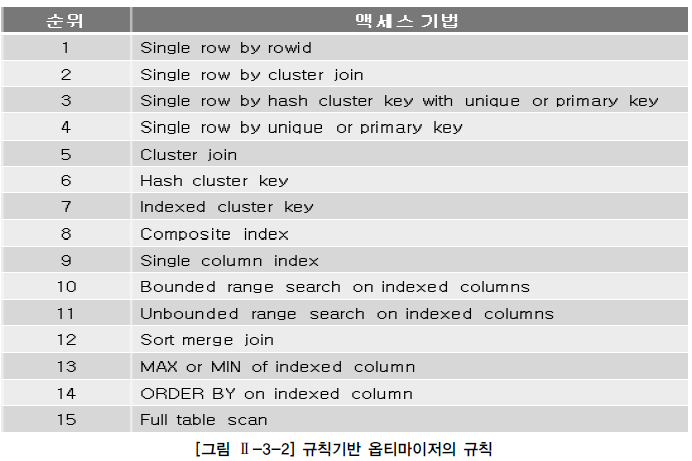 순위 액세스 기법
1 Single row by rowid
2 Single row by cluster join
3 Single row by hash cluster key with unique or primary key
4 Single row by unique or primary key
5 Cluster join
6 Hash cluster key
7 Indexed cluster key
8 Composite index
9 Single column index
10 Bounded range search on indexed columns
11 Unbounded range search on indexed columns
12 Sort merge join
13 MAX or MIN of indexed column
14 ORDER BY on indexed column
15 Full table scan
[그림 Ⅱ-3-2] 규칙기반 옵티마이저의 규칙